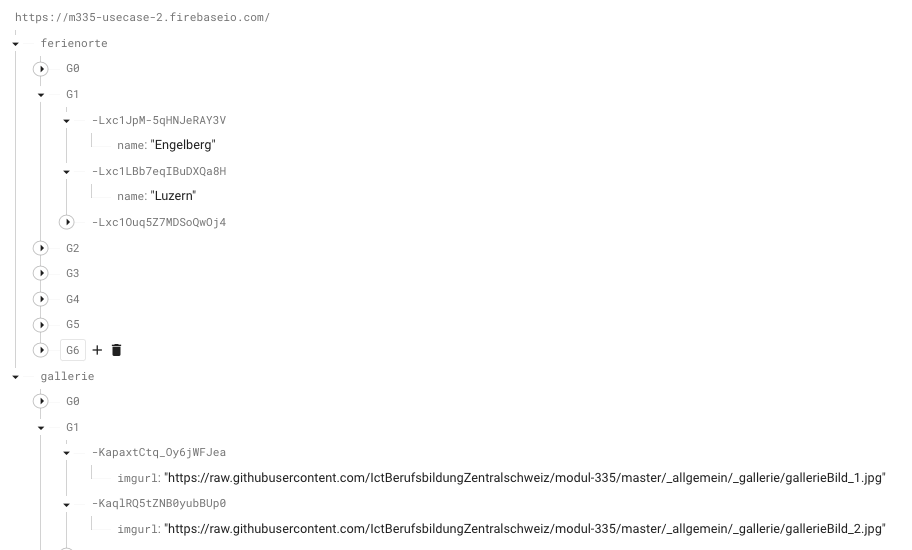 https://m335-usecase-2.firebaseio.com/
ferienorte
G0
G1
-Lxc1JpM-5qHNJeRAY3V
name: "Engelberg"
-Lxc1LBb7eqIBuDXQa8H
name: "Luzern"
-Lxc1Ouq5Z7MDSoQwOj4
G2
G3
G4
G5
G6
gallerie
G0
G1
-KapaxtCtq_Oy6jWFJea
imgurl: "https://raw.githubusercontent.com/IctBerufsbildungZentralschweiz/modul-335/master/_allgemein/_gallerie/gallerieBild_1.jpg"
-KaqlRQ5tZNB0yubBUp0
imgurl: "https://raw.githubusercontent.com/IctBerufsbildungZentralschweiz/modul-335/master/_allgemein/_gallerie/gallerieBild_2.jpg"